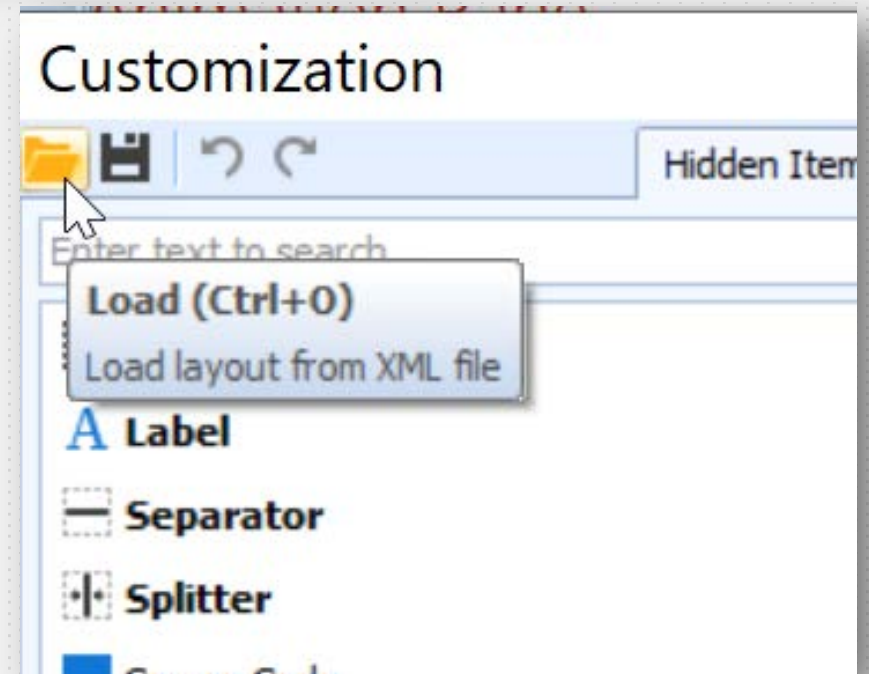 Customization
Hidden Item
Enter text to search
Load (Ctrl+O)
Load layout from XML file
Label
Separator
Splitter